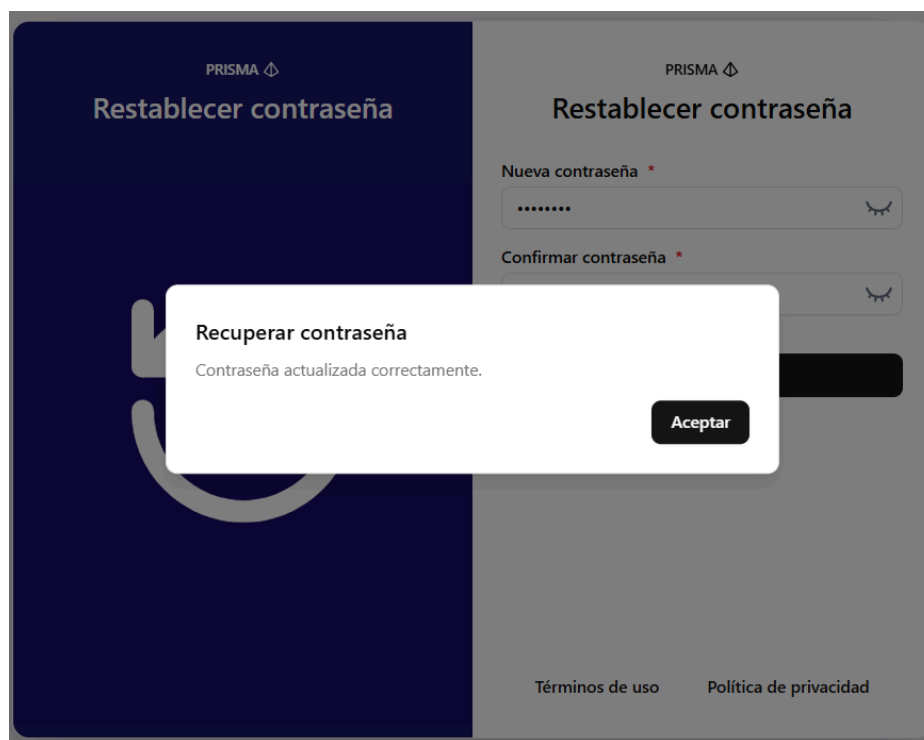 PRISMA
Restablecer contraseña
PRISMA
Restablecer contraseña
Nueva contraseña *
••••••••
Confirmar contraseña *
Recuperar contraseña
Contraseña actualizada correctamente.
Aceptar
Términos de uso
Política de privacidad